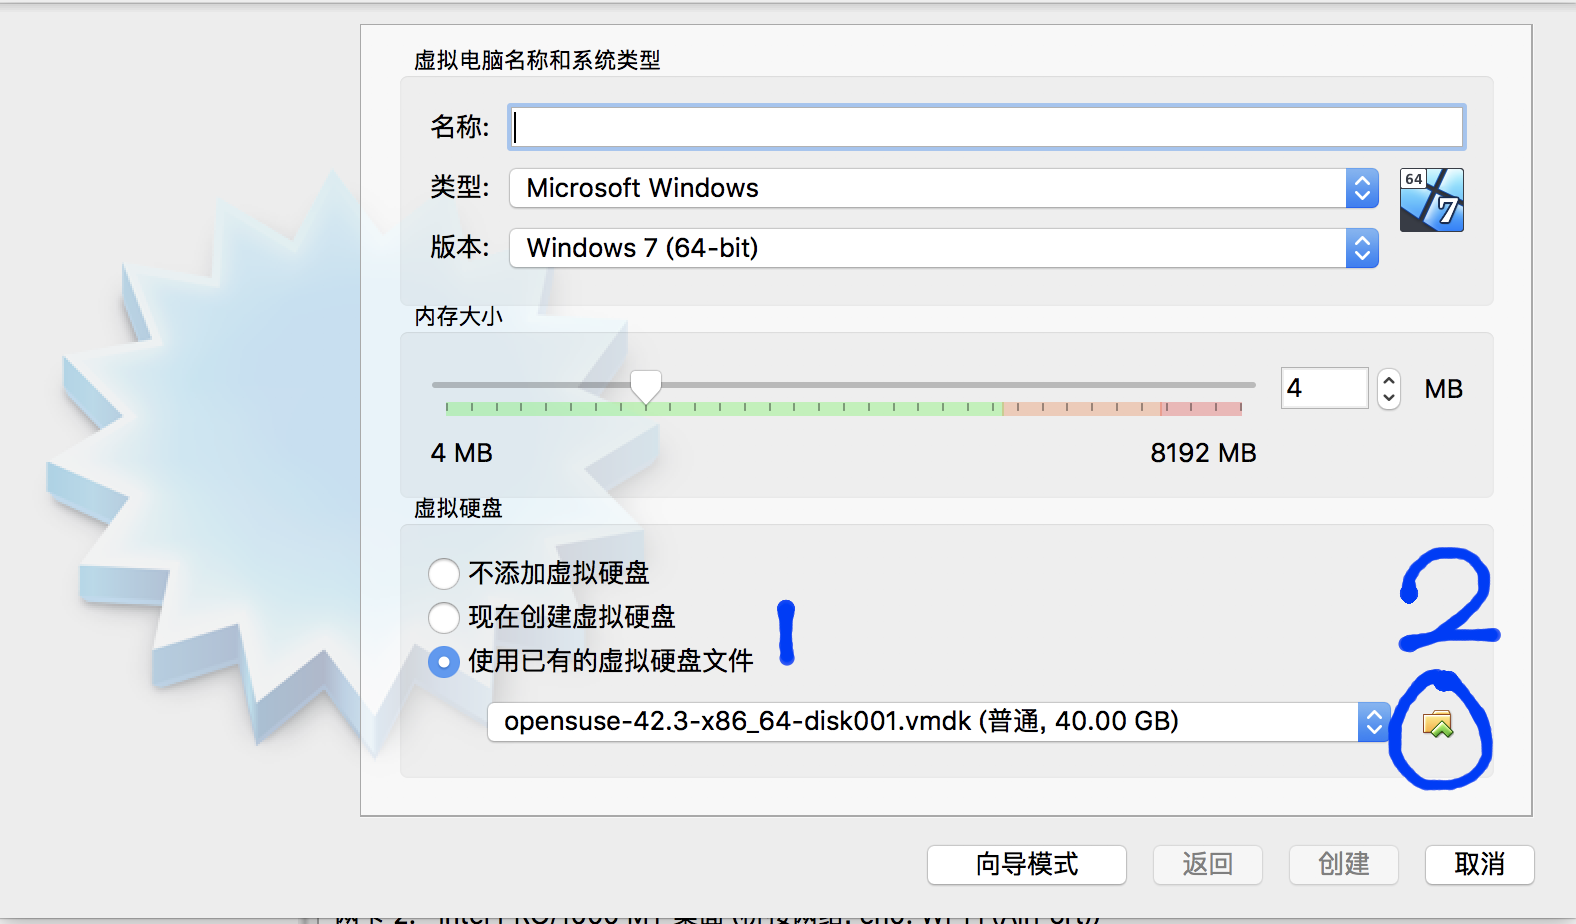 虚拟电脑名称和系统类型
名称:
类型: Microsoft Windows
64
7
版本: Windows 7 (64-bit)
内存大小
4 MB
4 MB 8192 MB
虚拟硬盘
不添加虚拟硬盘
现在创建虚拟硬盘
使用已有的虚拟硬盘文件
1
2
opensuse-42.3-x86_64-disk001.vmdk (普通, 40.00 GB)
向导模式 返回 创建 取消